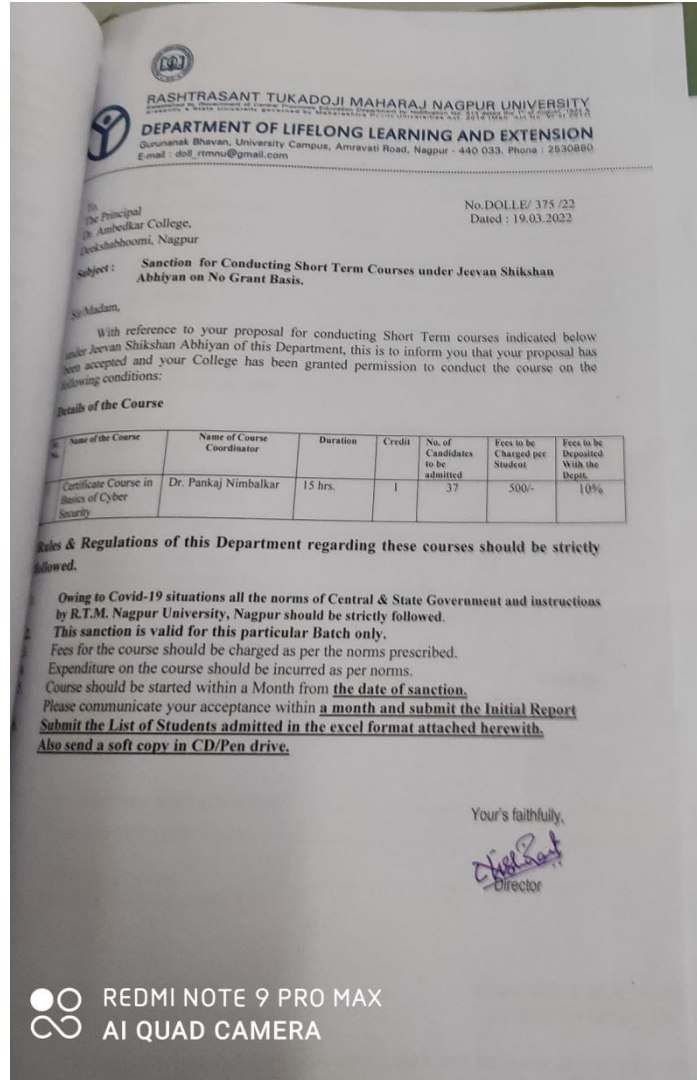 RASHTRASANT TUKADOJI MAHARAJ NAGPUR UNIVERSITY
DEPARTMENT OF LIFELONG LEARNING AND EXTENSION
Gurunanak Bhavan, University Campus, Amravati Road, Nagpur - 440 033. Phone : 2530880
E-mail : doll_rtmnu@gmail.com
No.DOLLE/ 375 /22
Dated : 19.03.2022
To,
The Principal
Dr. Ambedkar College,
Deekshabhoomi, Nagpur
Subject : Sanction for Conducting Short Term Courses under Jeevan Shikshan
Abhiyan on No Grant Basis.
Sir/Madam,
With reference to your proposal for conducting Short Term courses indicated below
under Jeevan Shikshan Abhiyan of this Department, this is to inform you that your proposal has
been accepted and your College has been granted permission to conduct the course on the
following conditions:
Details of the Course
Name of the Course Name of Course Coordinator Duration Credit No. of Candidates to be admitted Fees to be Charged per Student Fees to be Deposited With the Deptt.
Certificate Course in Basics of Cyber Security Dr. Pankaj Nimbalkar 15 hrs. 1 37 500/- 10%
Rules & Regulations of this Department regarding these courses should be strictly
followed.
Owing to Covid-19 situations all the norms of Central & State Government and instructions
by R.T.M. Nagpur University, Nagpur should be strictly followed.
2. This sanction is valid for this particular Batch only.
Fees for the course should be charged as per the norms prescribed.
Expenditure on the course should be incurred as per norms.
Course should be started within a Month from the date of sanction.
Please communicate your acceptance within a month and submit the Initial Report
Submit the List of Students admitted in the excel format attached herewith.
Also send a soft copy in CD/Pen drive.
Your's faithfully,
Director
REDMI NOTE 9 PRO MAX
AI QUAD CAMERA